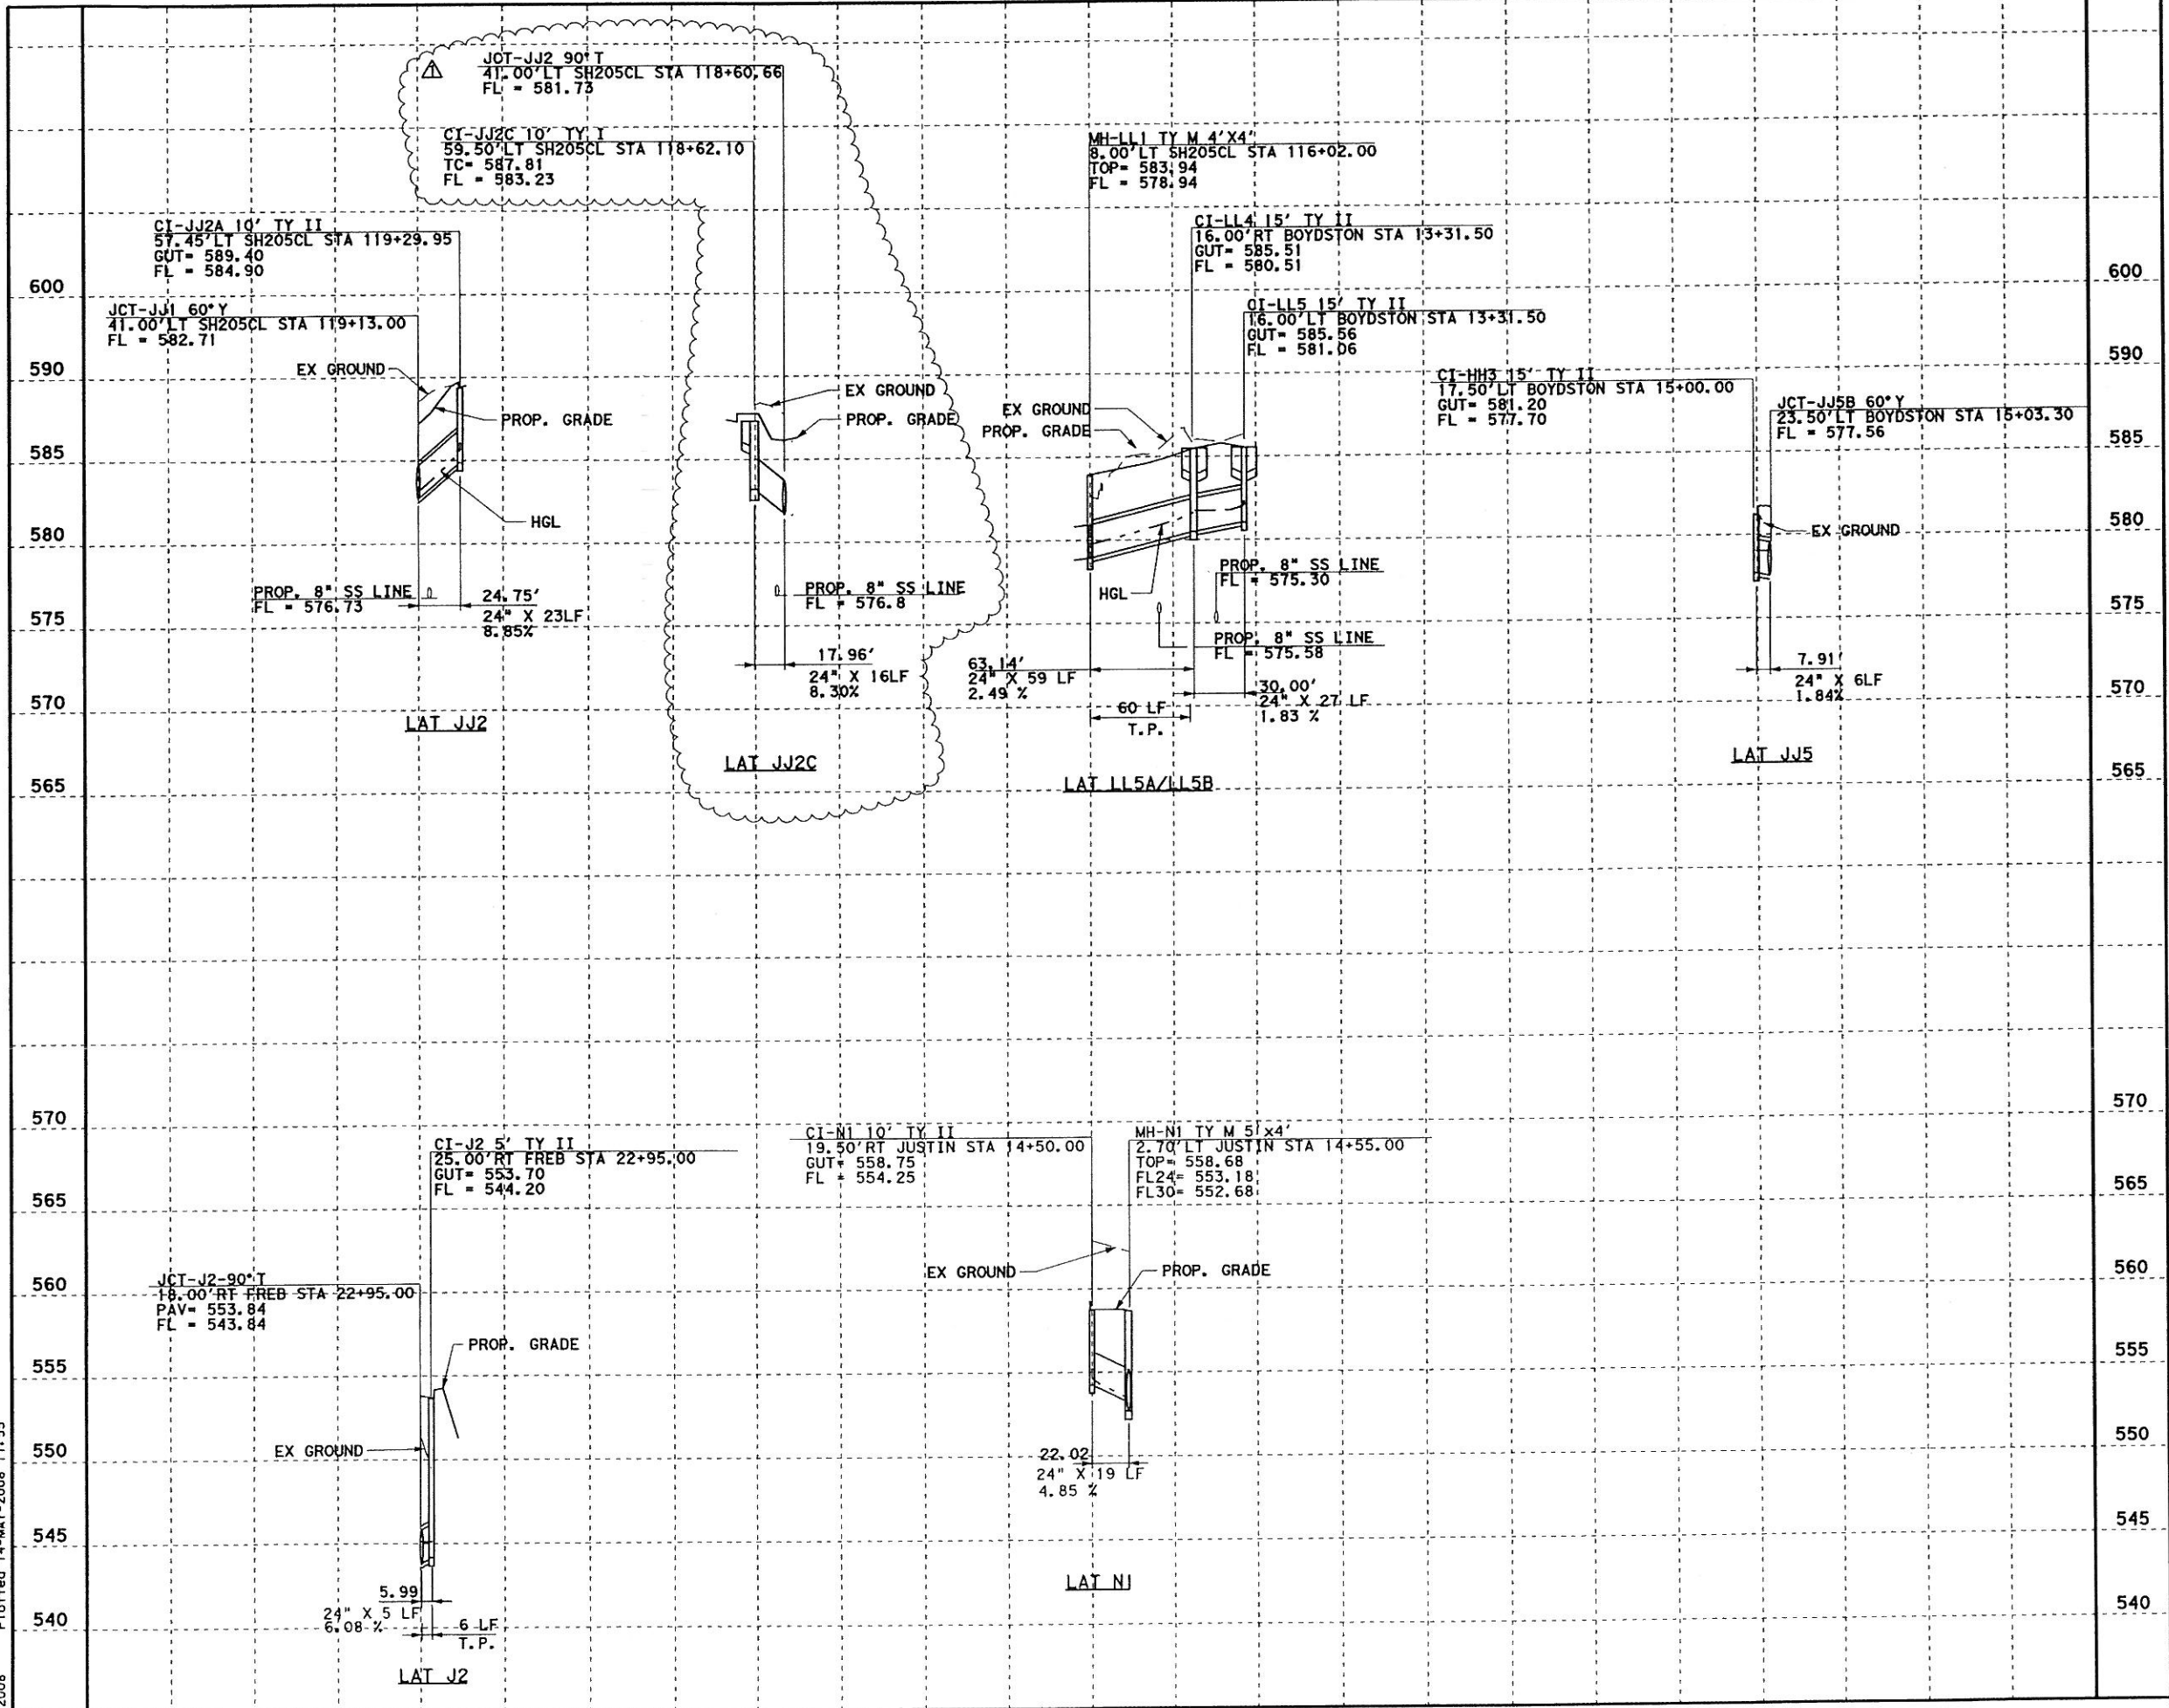 JCT-JJ2 90°T
41.00'LT SH205CL STA 118+60.66
FL = 581.73
CI-JJ2C 10' TY I
59.50'LT SH205CL STA 118+62.10
TC= 587.81
FL = 583.23
MH-LL1 TY M 4'X4'
8.00'LT SH205CL STA 116+02.00
TOP= 583.94
FL = 578.94
CI-JJ2A 10' TY II
57.45'LT SH205CL STA 119+29.95
GUT= 589.40
FL = 584.90
CI-LL4 15' TY II
16.00'RT BOYDSTON STA 13+31.50
GUT= 585.51
FL = 580.51
600
600
JCT-JJ1 60°Y
41.00'LT SH205CL STA 119+13.00
FL = 582.71
CI-LL5 15' TY II
16.00'LT BOYDSTON STA 13+31.50
GUT= 585.56
FL = 581.06
590
EX GROUND
590
CI-HH3 15' TY II
17.50'LT BOYDSTON STA 15+00.00
GUT= 581.20
FL = 577.70
JCT-JJ5B 60°Y
23.50'LT BOYDSTON STA 15+03.30
FL = 577.56
PROP. GRADE
EX GROUND
PROP. GRADE
EX GROUND
PROP. GRADE
585
585
HGL
580
EX GROUND
580
PROP. 8" SS LINE
FL = 576.73
24.75'
24" X 23LF
8.85%
PROP. 8" SS LINE
FL = 576.8
HGL
PROP. 8" SS LINE
FL = 575.30
575
575
PROP. 8" SS LINE
FL = 575.58
17.96'
24" X 16LF
8.30%
63.14'
24" X 59 LF
2.49 %
30.00'
24" X 27 LF
1.83 %
60 LF
T.P.
7.91'
24" X 6LF
1.84%
570
570
LAT JJ2
LAT JJ2C
LAT LL5A/LL5B
LAT JJ5
565
565
570
570
CI-J2 5' TY II
25.00'RT FREB STA 22+95.00
GUT= 553.70
FL = 544.20
CI-N1 10' TY II
19.50'RT JUSTIN STA 14+50.00
GUT= 558.75
FL = 554.25
MH-N1 TY M 5'x4'
2.70'LT JUSTIN STA 14+55.00
TOP= 558.68
FL24= 553.18
FL30= 552.68
565
565
560
560
JCT-J2-90°T
18.00'RT FREB STA 22+95.00
PAV= 553.84
FL = 543.84
EX GROUND
PROP. GRADE
PROP. GRADE
555
555
EX GROUND
550
550
22.02
24" X 19 LF
4.85 %
545
545
5.99
24" X 5 LF
6.08 %
6 LF
T.P.
LAT N1
540
540
LAT J2